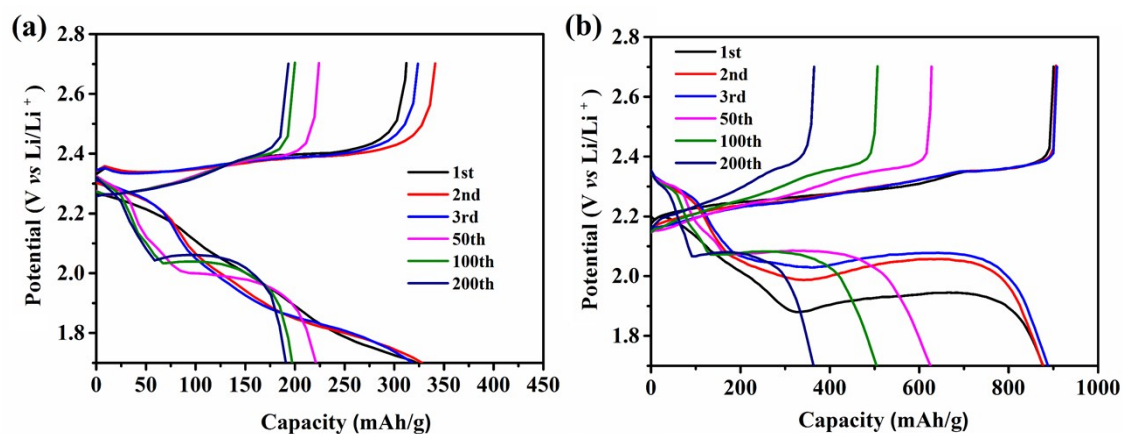 (a)
2.8
2.6
2.4
2.2
2.0
1.8
Potential (V vs Li/Li+)
0 50 100 150 200 250 300 350 400 450
Capacity (mAh/g)
1st
2nd
3rd
50th
100th
200th
(b)
2.8
2.6
2.4
2.2
2.0
1.8
Potential (V vs Li/Li+)
0 200 400 600 800 1000
Capacity (mAh/g)
1st
2nd
3rd
50th
100th
200th